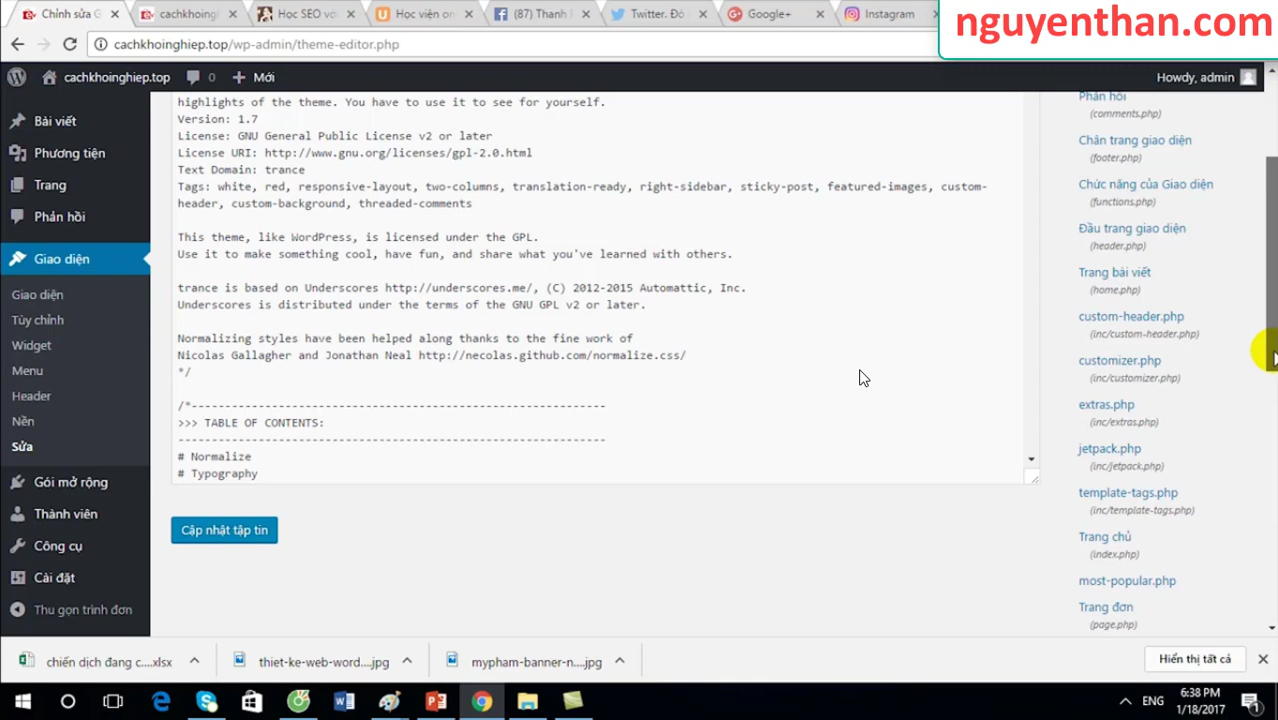 Chỉnh sửa G
cachkhoingl
Học SEO vớ
Học viện on
(87) Thanh
Twitter. Đó
Google+
Instagram
nguyenthan.com
cachkhoinghiep.top/wp-admin/theme-editor.php
cachkhoinghiep.top
0
Mới
Howdy, admin
Bài viết
Phương tiện
Trang
Phản hồi
Giao diện
Giao diện
Tùy chỉnh
Widget
Menu
Header
Nền
Sửa
Gói mở rộng
Thành viên
Công cụ
Cài đặt
Thu gọn trình đơn
highlights of the theme. You have to use it to see for yourself.
Version: 1.7
License: GNU General Public License v2 or later
License URI: http://www.gnu.org/licenses/gpl-2.0.html
Text Domain: trance
Tags: white, red, responsive-layout, two-columns, translation-ready, right-sidebar, sticky-post, featured-images, custom-
header, custom-background, threaded-comments
This theme, like WordPress, is licensed under the GPL.
Use it to make something cool, have fun, and share what you've learned with others.
trance is based on Underscores http://underscores.me/, (C) 2012-2015 Automattic, Inc.
Underscores is distributed under the terms of the GNU GPL v2 or later.
Normalizing styles have been helped along thanks to the fine work of
Nicolas Gallagher and Jonathan Neal http://necolas.github.com/normalize.css/
*/
/*----------------------------------------------------------------
>>> TABLE OF CONTENTS:
----------------------------------------------------------------
# Normalize
# Typography
Cập nhật tập tin
Phản hồi
(comments.php)
Chân trang giao diện
(footer.php)
Chức năng của Giao diện
(functions.php)
Đầu trang giao diện
(header.php)
Trang bài viết
(home.php)
custom-header.php
(inc/custom-header.php)
customizer.php
(inc/customizer.php)
extras.php
(inc/extras.php)
jetpack.php
(inc/jetpack.php)
template-tags.php
(inc/template-tags.php)
Trang chủ
(index.php)
most-popular.php
Trang đơn
(page.php)
chiến dịch đang c....xlsx
thiet-ke-web-word....jpg
mypham-banner-n....jpg
Hiển thị tất cả
ENG
6:38 PM
1/18/2017
1